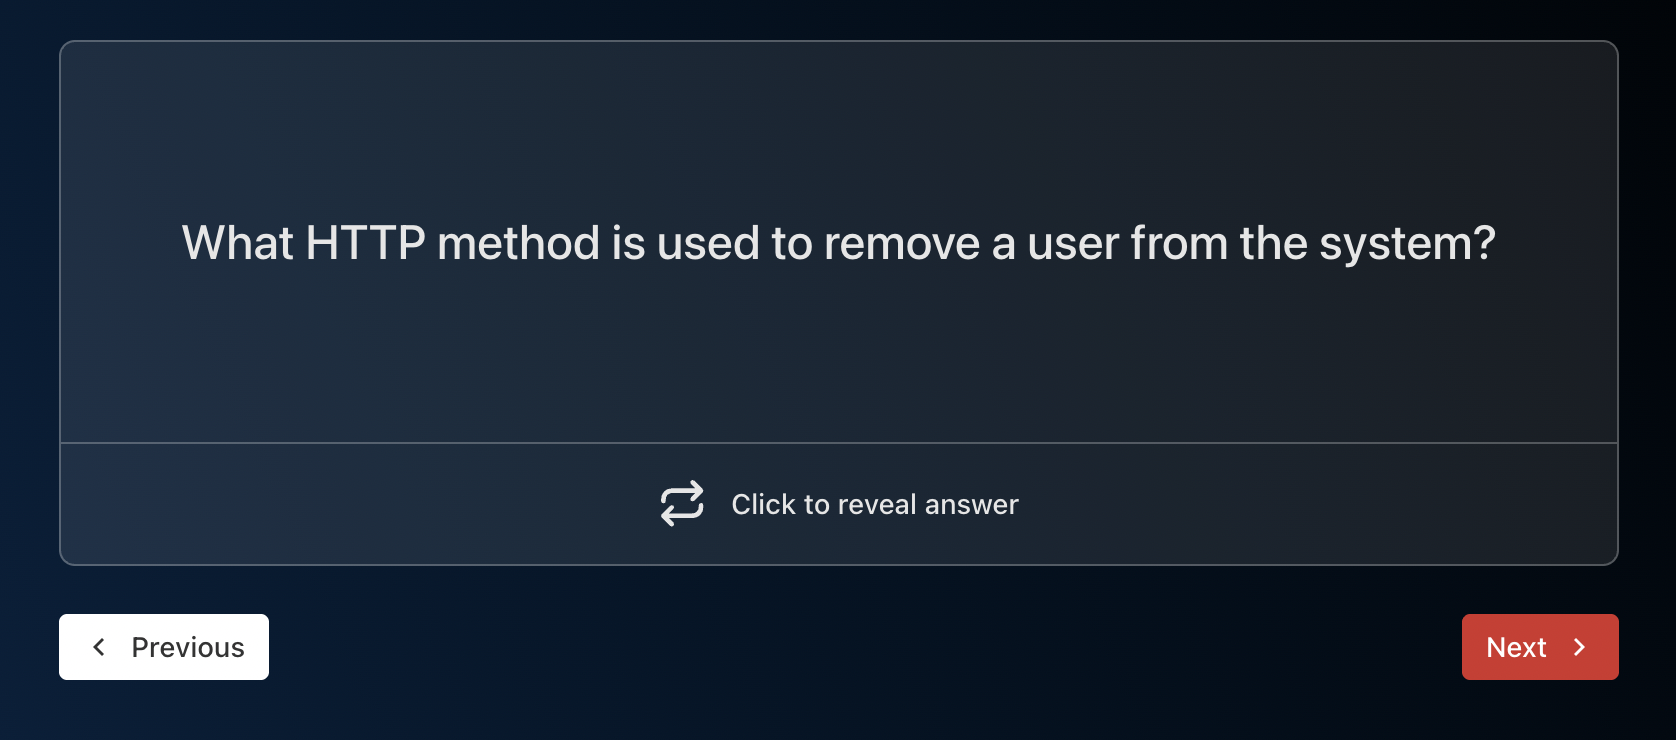 What HTTP method is used to remove a user from the system?
Click to reveal answer
Previous
Next